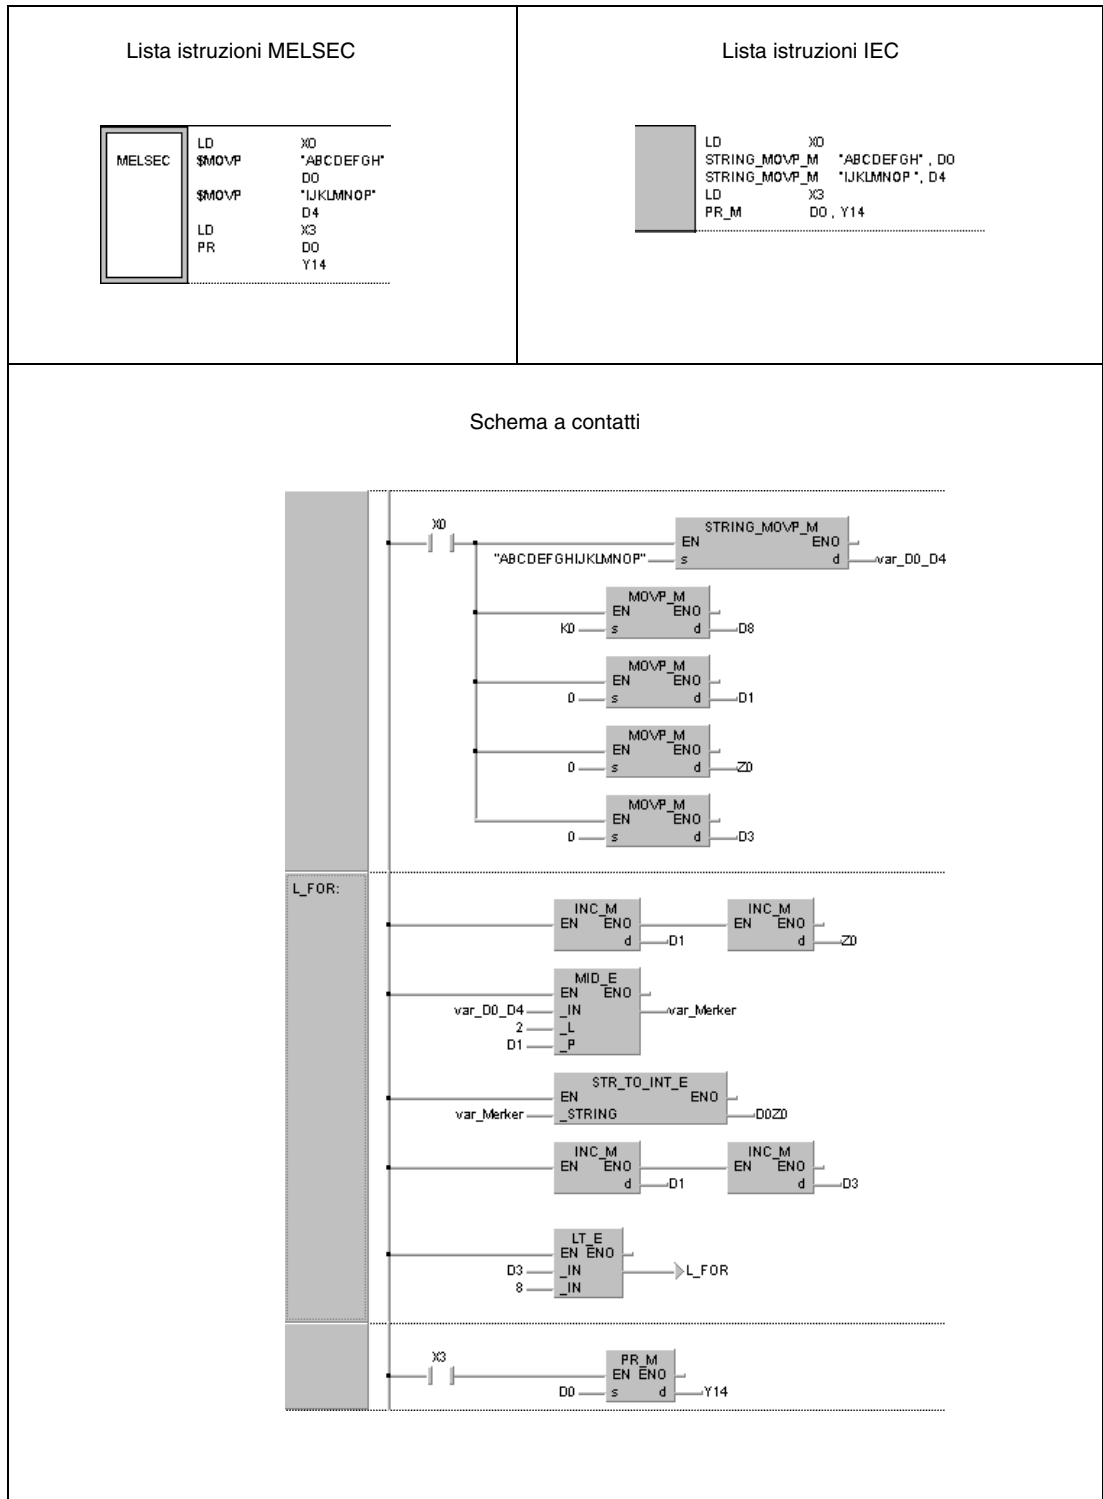 Lista istruzioni MELSEC
MELSEC
LD X0
$MOVP "ABCDEFGH"
D0
$MOVP "IJKLMNOP"
D4
LD X3
PR D0
Y14
Lista istruzioni IEC
LD X0
STRING_MOVP_M "ABCDEFGH" , D0
STRING_MOVP_M "IJKLMNOP ", D4
LD X3
PR_M D0 , Y14
Schema a contatti
X0
STRING_MOVP_M
EN ENO
"ABCDEFGHIJKLMNOP" s d var_D0_D4
MOVP_M
EN ENO
K0 s d D8
MOVP_M
EN ENO
0 s d D1
MOVP_M
EN ENO
0 s d Z0
MOVP_M
EN ENO
0 s d D3
L_FOR:
INC_M INC_M
EN ENO EN ENO
d D1 d Z0
MID_E
EN ENO
var_D0_D4 _IN var_Merker
2 _L
D1 _P
STR_TO_INT_E
EN ENO
var_Merker _STRING D0Z0
INC_M INC_M
EN ENO EN ENO
d D1 d D3
LT_E
EN ENO
D3 _IN L_FOR
8 _IN
X3
PR_M
EN ENO
D0 s d Y14